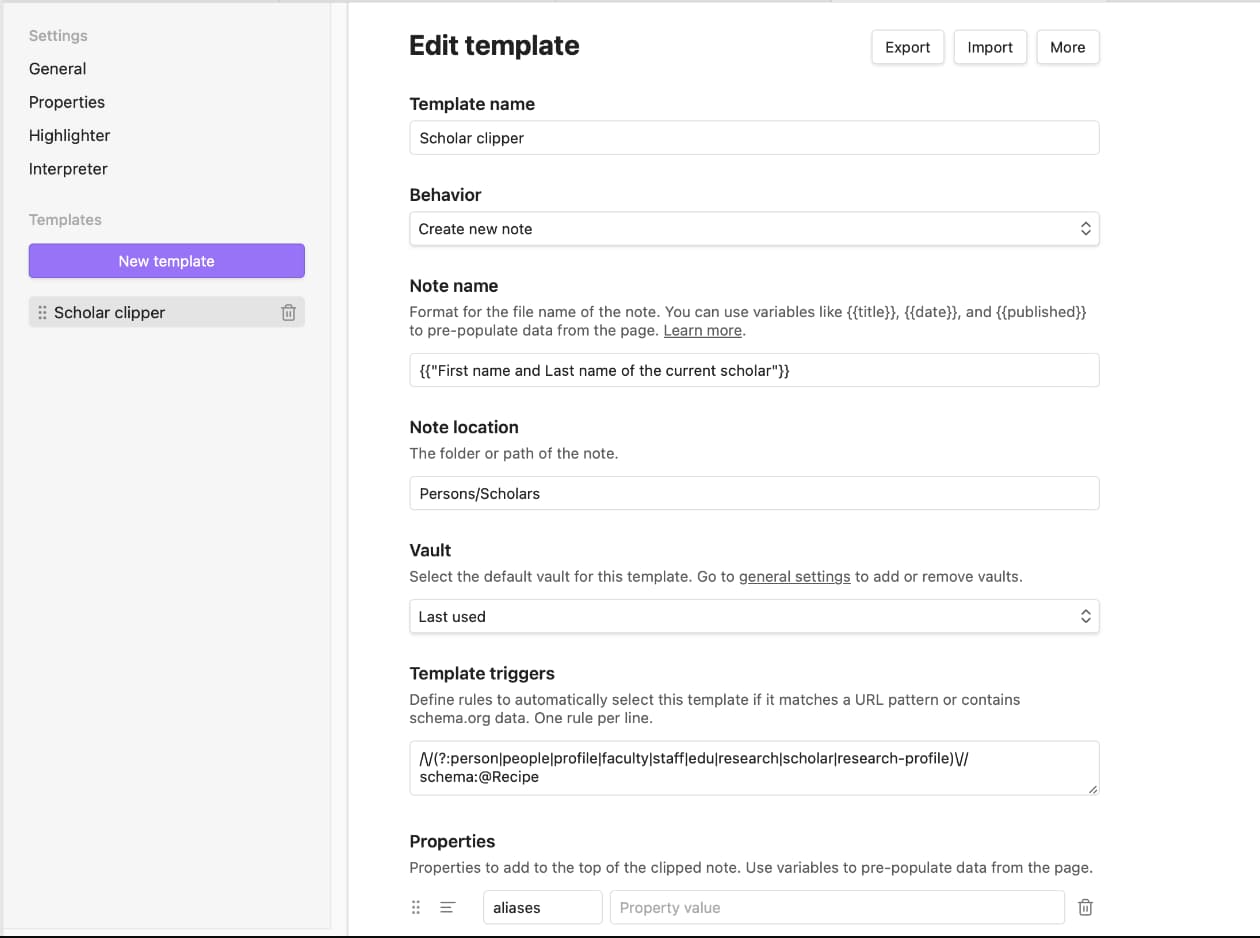 Settings
General
Properties
Highlighter
Interpreter
Templates
New template
Scholar clipper
Edit template
Export
Import
More
Template name
Scholar clipper
Behavior
Create new note
Note name
Format for the file name of the note. You can use variables like {{title}}, {{date}}, and {{published}}
to pre-populate data from the page. Learn more.
{{"First name and Last name of the current scholar"}}
Note location
The folder or path of the note.
Persons/Scholars
Vault
Select the default vault for this template. Go to general settings to add or remove vaults.
Last used
Template triggers
Define rules to automatically select this template if it matches a URL pattern or contains
schema.org data. One rule per line.
/\/(?:person|people|profile|faculty|staff|edu|research|scholar|research-profile)\//
schema:@Recipe
Properties
Properties to add to the top of the clipped note. Use variables to pre-populate data from the page.
aliases
Property value